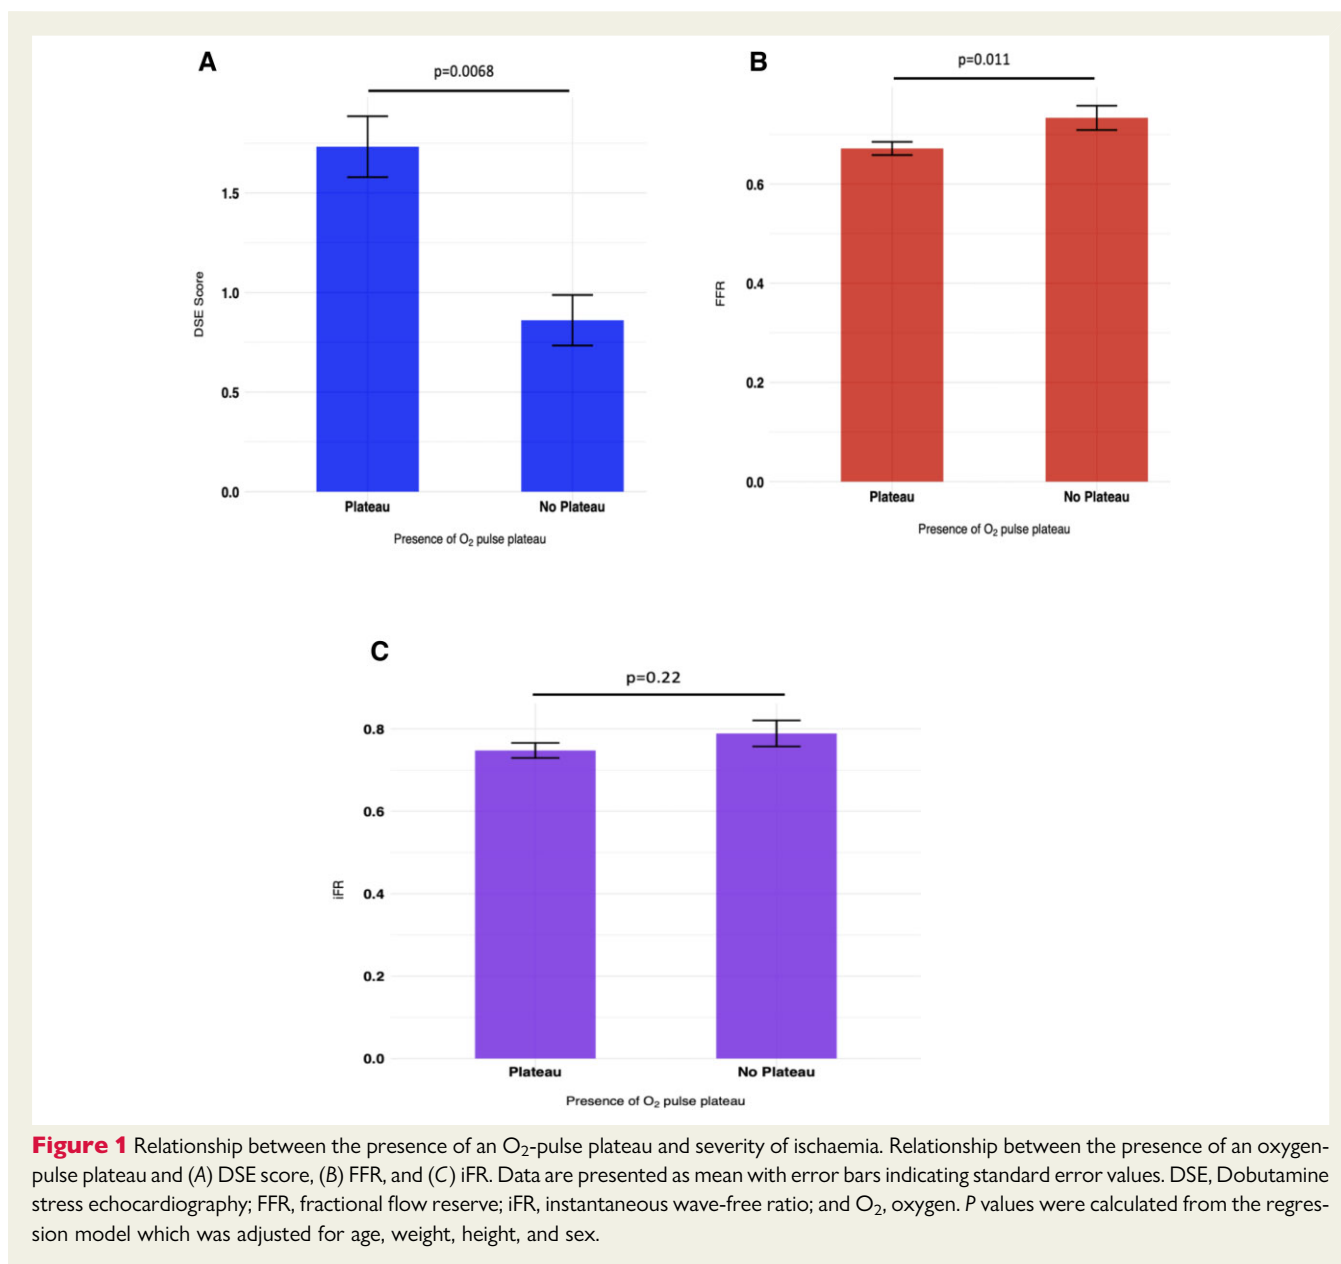 A
p=0.0068
1.5
1.0
0.5
0.0
DSE Score
Plateau
No Plateau
Presence of O₂ pulse plateau
B
p=0.011
0.6
0.4
0.2
0.0
FFR
Plateau
No Plateau
Presence of O₂ pulse plateau
C
p=0.22
0.8
0.6
0.4
0.2
0.0
iFR
Plateau
No Plateau
Presence of O₂ pulse plateau
Figure 1 Relationship between the presence of an O₂-pulse plateau and severity of ischaemia. Relationship between the presence of an oxygen-
pulse plateau and (A) DSE score, (B) FFR, and (C) iFR. Data are presented as mean with error bars indicating standard error values. DSE, Dobutamine
stress echocardiography; FFR, fractional flow reserve; iFR, instantaneous wave-free ratio; and O₂, oxygen. P values were calculated from the regres-
sion model which was adjusted for age, weight, height, and sex.